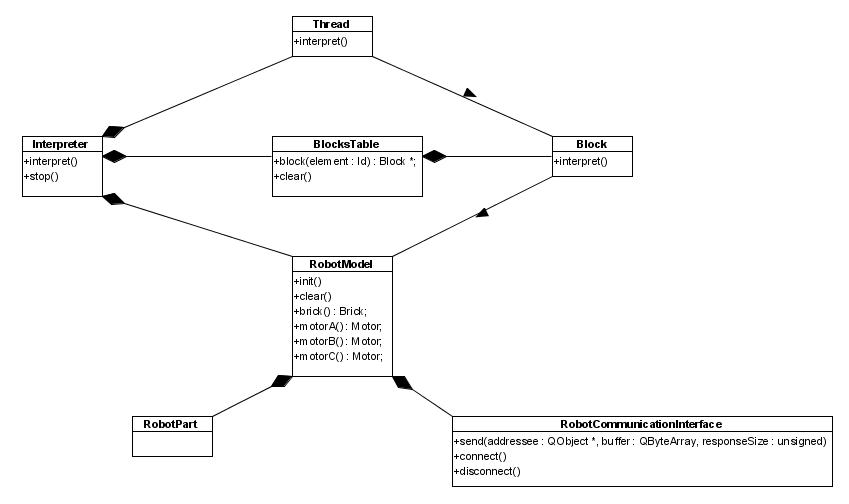 Thread
+interpret()
Interpreter
+interpret()
+stop()
BlocksTable
+block(element : Id) : Block *;
+clear()
Block
+interpret()
RobotModel
+init()
+clear()
+brick() : Brick;
+motorA() : Motor;
+motorB() : Motor;
+motorC() : Motor;
RobotPart
RobotCommunicationInterface
+send(addressee : QObject *, buffer : QByteArray, responseSize : unsigned)
+connect()
+disconnect()